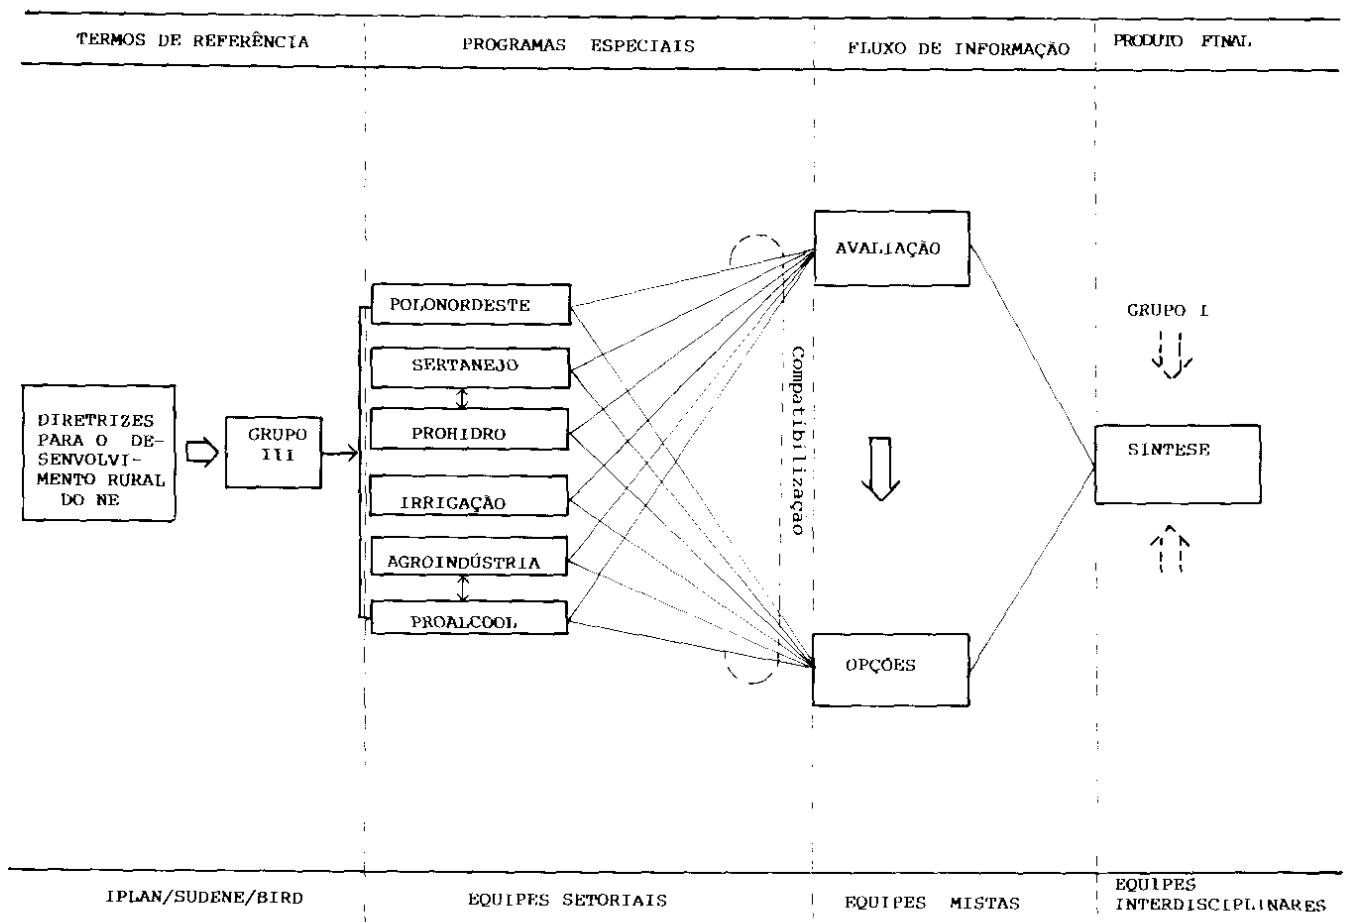 TERMOS DE REFERÊNCIA
PROGRAMAS ESPECIAIS
FLUXO DE INFORMAÇÃO
PRODUTO FINAL
DIRETRIZES
PARA O DE-
SENVOLVI-
MENTO RURAL
DO NE
GRUPO
III
POLONORDESTE
SERTANEJO
PROHIDRO
IRRIGAÇÃO
AGROINDÚSTRIA
PROALCOOL
Compatibilização
AVALIAÇÃO
OPÇÕES
GRUPO I
SINTESE
IPLAN/SUDENE/BIRD
EQUIPES SETORIAIS
EQUIPES MISTAS
EQUIPES
INTERDISCIPLINARES